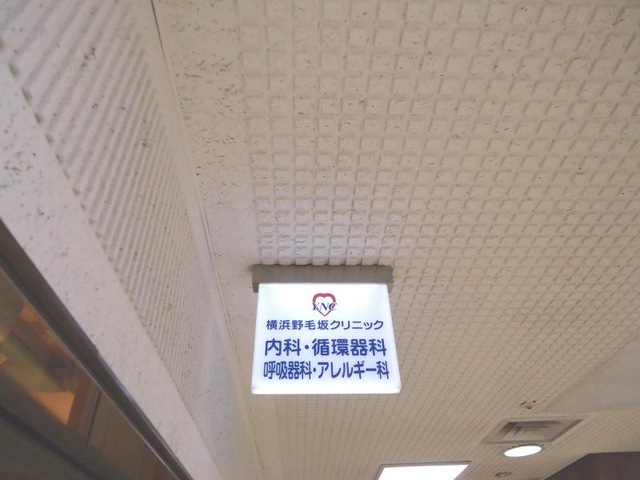 YNC
横浜野毛坂クリニック
内科・循環器科
呼吸器科・アレルギー科